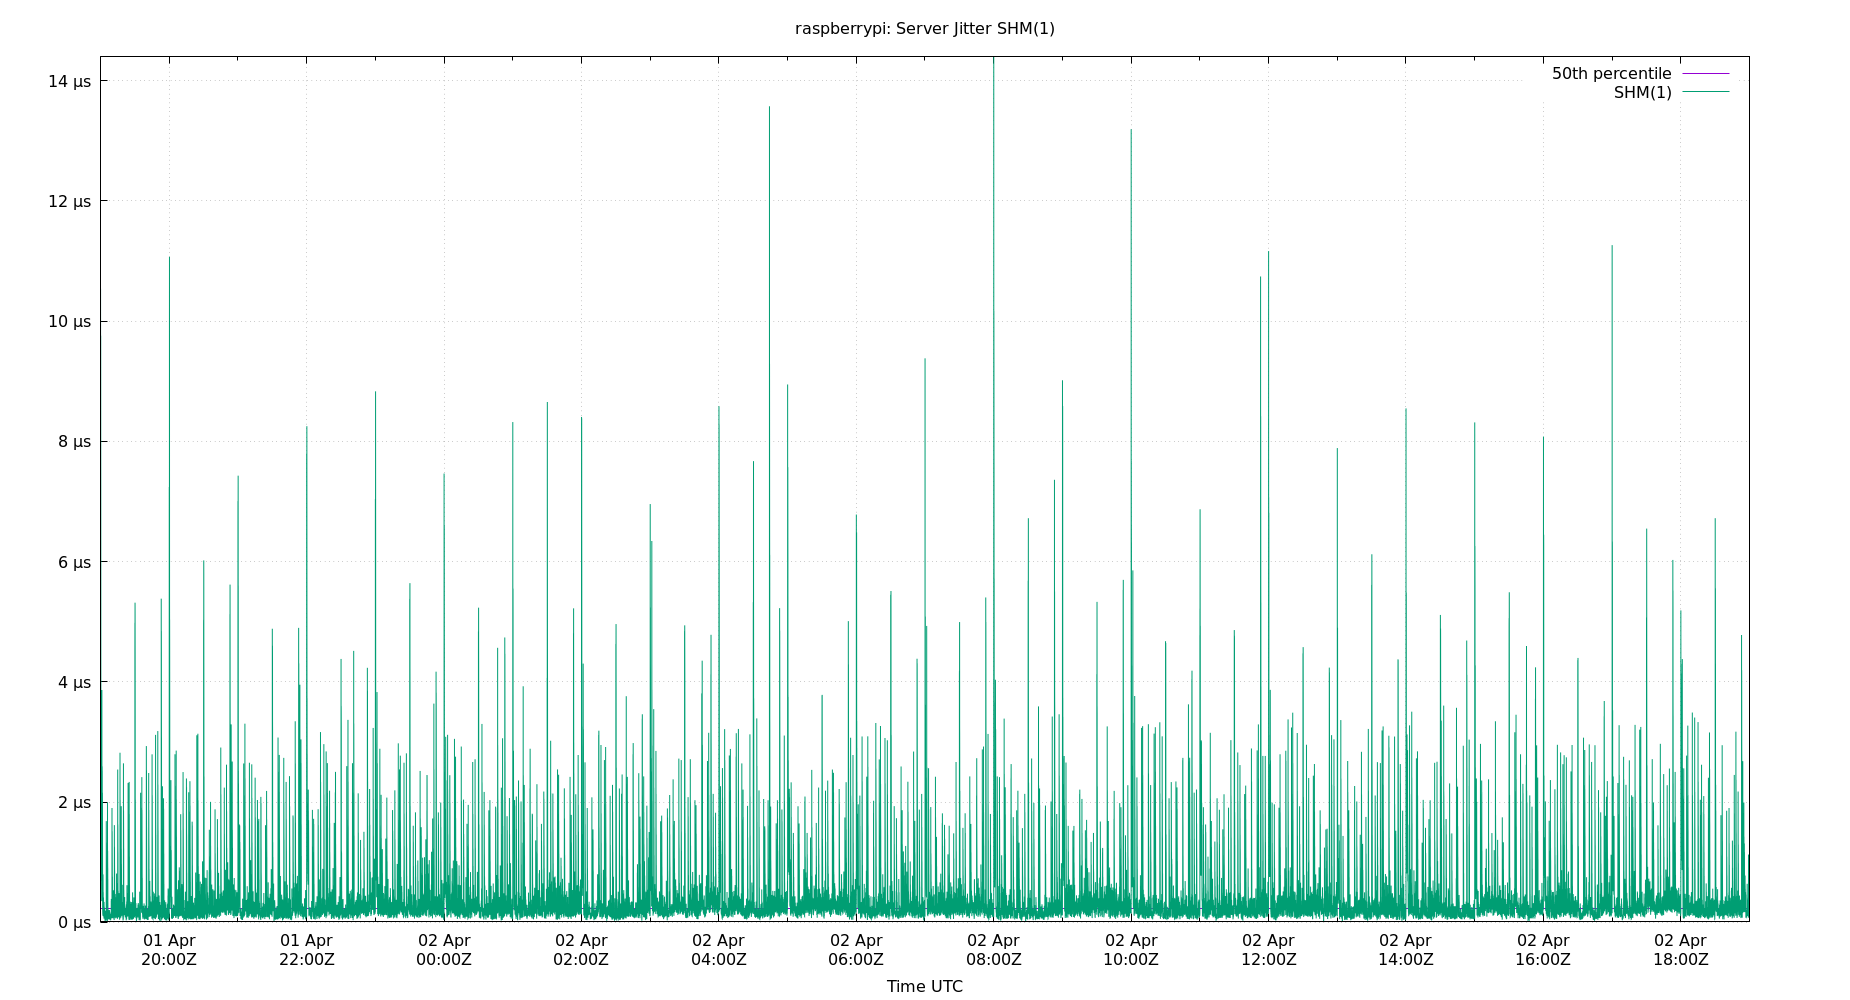 raspberrypi: Server Jitter SHM(1)
50th percentile
SHM(1)
14 µs
12 µs
10 µs
8 µs
6 µs
4 µs
2 µs
0 µs
01 Apr 01 Apr 02 Apr 02 Apr 02 Apr 02 Apr 02 Apr 02 Apr 02 Apr 02 Apr 02 Apr 02 Apr
20:00Z 22:00Z 00:00Z 02:00Z 04:00Z 06:00Z 08:00Z 10:00Z 12:00Z 14:00Z 16:00Z 18:00Z
Time UTC